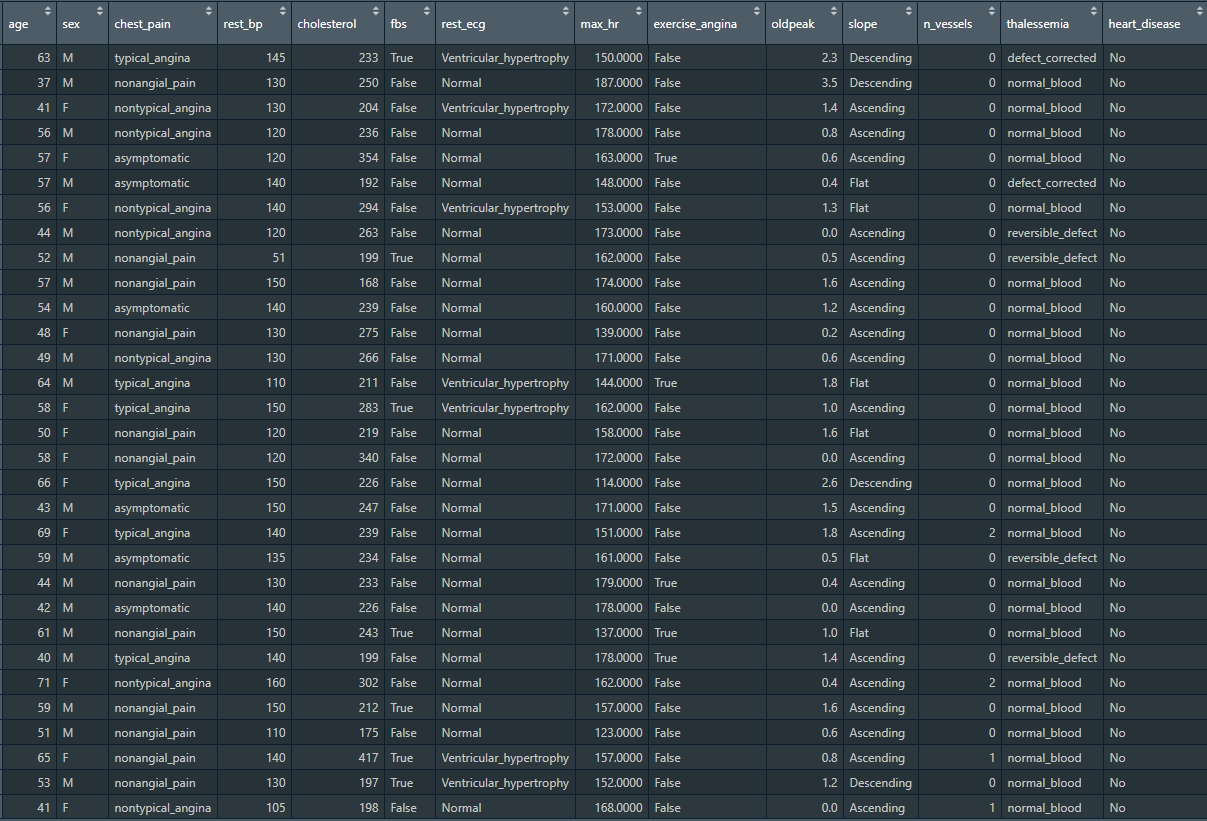 age sex chest_pain rest_bp cholesterol fbs rest_ecg max_hr exercise_angina oldpeak slope n_vessels thalessemia heart_disease
63 M typical_angina 145 233 True Ventricular_hypertrophy 150.0000 False 2.3 Descending 0 defect_corrected No
37 M nonangial_pain 130 250 False Normal 187.0000 False 3.5 Descending 0 normal_blood No
41 F nontypical_angina 130 204 False Ventricular_hypertrophy 172.0000 False 1.4 Ascending 0 normal_blood No
56 M nontypical_angina 120 236 False Normal 178.0000 False 0.8 Ascending 0 normal_blood No
57 F asymptomatic 120 354 False Normal 163.0000 True 0.6 Ascending 0 normal_blood No
57 M asymptomatic 140 192 False Normal 148.0000 False 0.4 Flat 0 defect_corrected No
56 F nontypical_angina 140 294 False Ventricular_hypertrophy 153.0000 False 1.3 Flat 0 normal_blood No
44 M nontypical_angina 120 263 False Normal 173.0000 False 0.0 Ascending 0 reversible_defect No
52 M nonangial_pain 51 199 True Normal 162.0000 False 0.5 Ascending 0 reversible_defect No
57 M nonangial_pain 150 168 False Normal 174.0000 False 1.6 Ascending 0 normal_blood No
54 M asymptomatic 140 239 False Normal 160.0000 False 1.2 Ascending 0 normal_blood No
48 F nonangial_pain 130 275 False Normal 139.0000 False 0.2 Ascending 0 normal_blood No
49 M nontypical_angina 130 266 False Normal 171.0000 False 0.6 Ascending 0 normal_blood No
64 M typical_angina 110 211 False Ventricular_hypertrophy 144.0000 True 1.8 Flat 0 normal_blood No
58 F typical_angina 150 283 True Ventricular_hypertrophy 162.0000 False 1.0 Ascending 0 normal_blood No
50 F nonangial_pain 120 219 False Normal 158.0000 False 1.6 Flat 0 normal_blood No
58 F nonangial_pain 120 340 False Normal 172.0000 False 0.0 Ascending 0 normal_blood No
66 F typical_angina 150 226 False Normal 114.0000 False 2.6 Descending 0 normal_blood No
43 M asymptomatic 150 247 False Normal 171.0000 False 1.5 Ascending 0 normal_blood No
69 F typical_angina 140 239 False Normal 151.0000 False 1.8 Ascending 2 normal_blood No
59 M asymptomatic 135 234 False Normal 161.0000 False 0.5 Flat 0 reversible_defect No
44 M nonangial_pain 130 233 False Normal 179.0000 True 0.4 Ascending 0 normal_blood No
42 M asymptomatic 140 226 False Normal 178.0000 False 0.0 Ascending 0 normal_blood No
61 M nonangial_pain 150 243 True Normal 137.0000 True 1.0 Flat 0 normal_blood No
40 M typical_angina 140 199 False Normal 178.0000 True 1.4 Ascending 0 reversible_defect No
71 F nontypical_angina 160 302 False Normal 162.0000 False 0.4 Ascending 2 normal_blood No
59 M nonangial_pain 150 212 True Normal 157.0000 False 1.6 Ascending 0 normal_blood No
51 M nonangial_pain 110 175 False Normal 123.0000 False 0.6 Ascending 0 normal_blood No
65 F nonangial_pain 140 417 True Ventricular_hypertrophy 157.0000 False 0.8 Ascending 1 normal_blood No
53 M nonangial_pain 130 197 True Ventricular_hypertrophy 152.0000 False 1.2 Descending 0 normal_blood No
41 F nontypical_angina 105 198 False Normal 168.0000 False 0.0 Ascending 1 normal_blood No